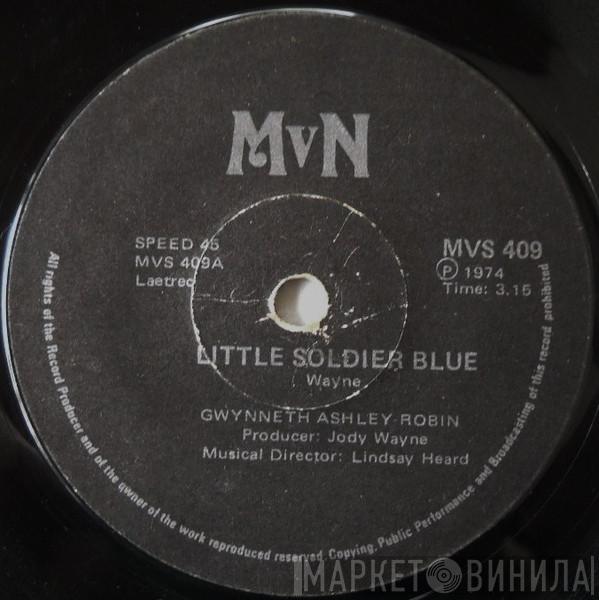 MvN
SPEED 45
MVS 409A
Laetrec
MVS 409
Ⓟ 1974
Time: 3.15
LITTLE SOLDIER BLUE
Wayne
GWYNNETH ASHLEY-ROBIN
Producer: Jody Wayne
Musical Director: Lindsay Heard
All rights of the Record Producer and of the owner of the work reproduced reserved. Copying, Public Performance and Broadcasting of this record prohibited
МАРКЕТ ВИНИЛА